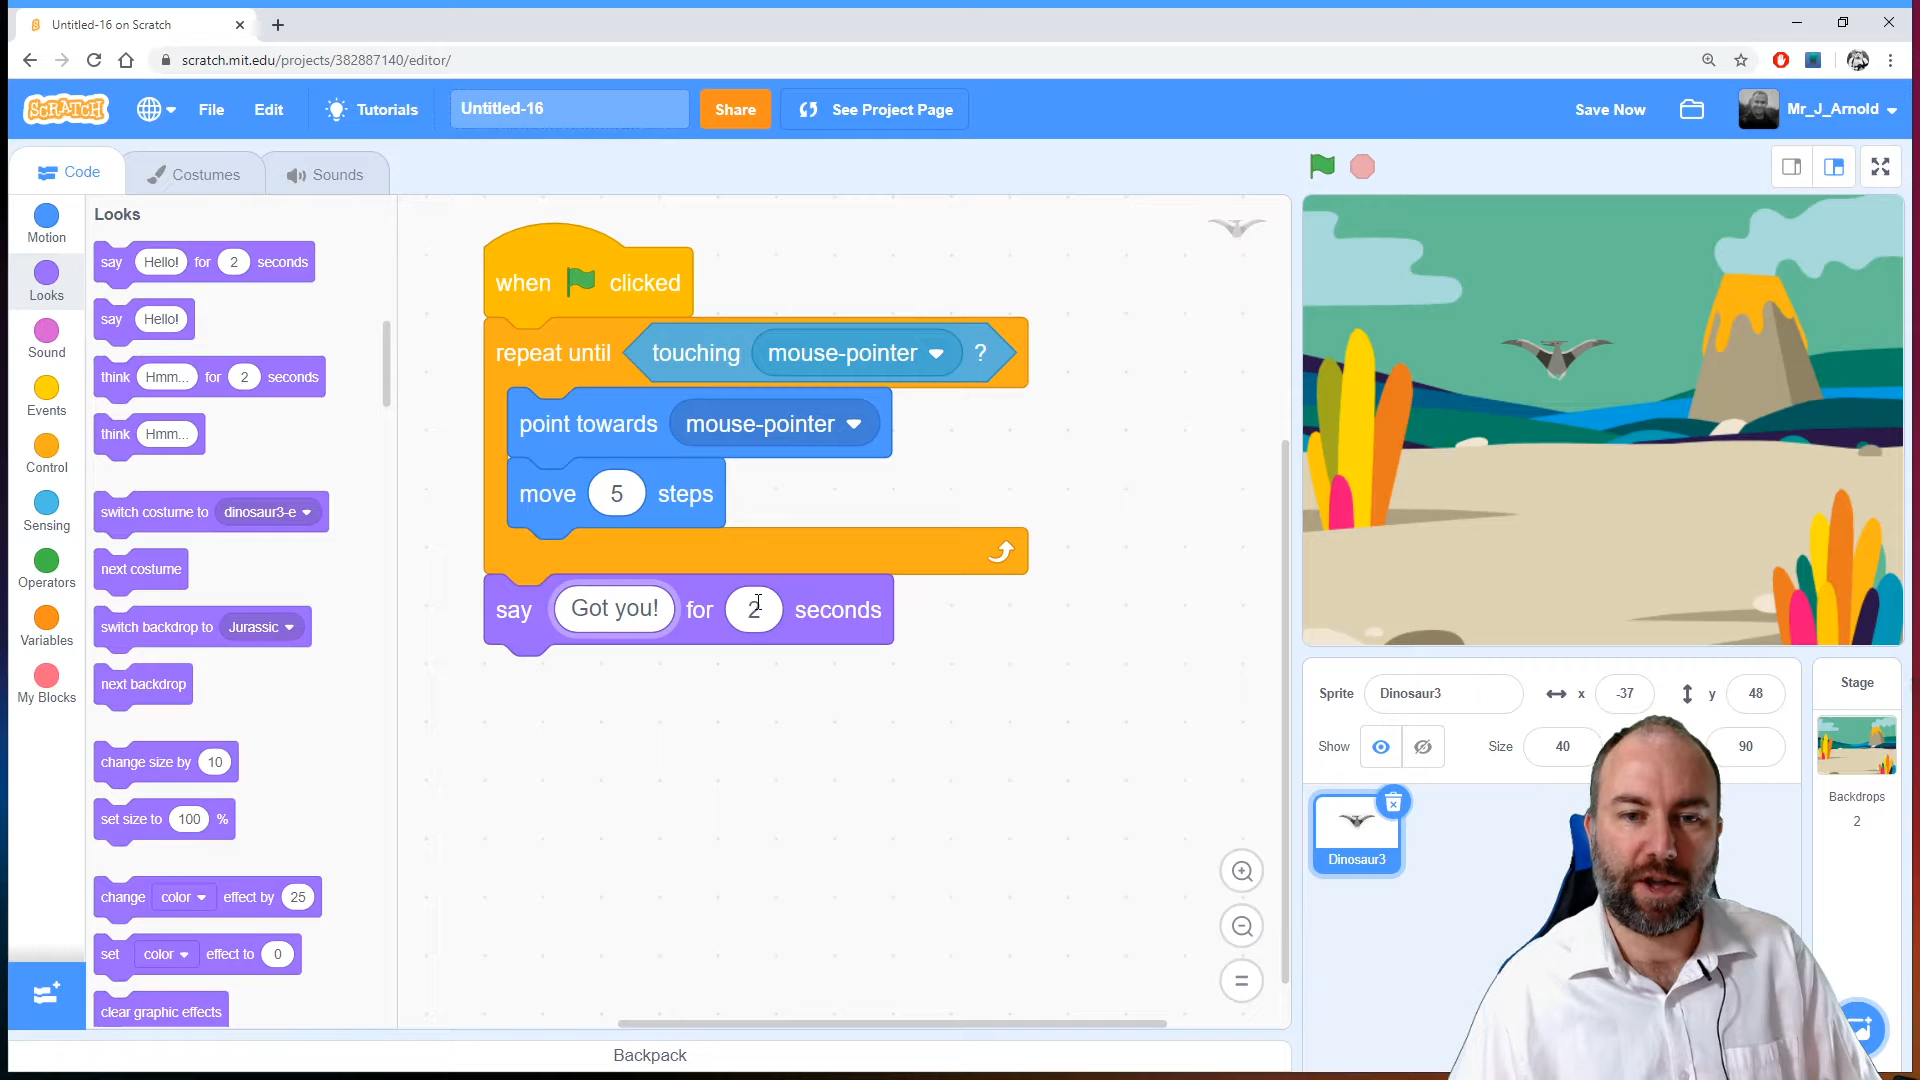 Untitled-16 on Scratch
scratch.mit.edu/projects/382887140/editor/
SCRATCH File Edit Tutorials Untitled-16 Share See Project Page Save Now Mr_J_Arnold
Code Costumes Sounds
Motion
Looks
Sound
Events
Control
Sensing
Operators
Variables
My Blocks
Looks
say Hello! for 2 seconds
say Hello!
think Hmm... for 2 seconds
think Hmm...
switch costume to dinosaur3-e
next costume
switch backdrop to Jurassic
next backdrop
change size by 10
set size to 100 %
change color effect by 25
set color effect to 0
clear graphic effects
when clicked
repeat until touching mouse-pointer ?
point towards mouse-pointer
move 5 steps
say Got you! for 2 seconds
Backpack
Sprite Dinosaur3 x -37 y 48
Show Size 40 90
Dinosaur3
Stage
Backdrops
2